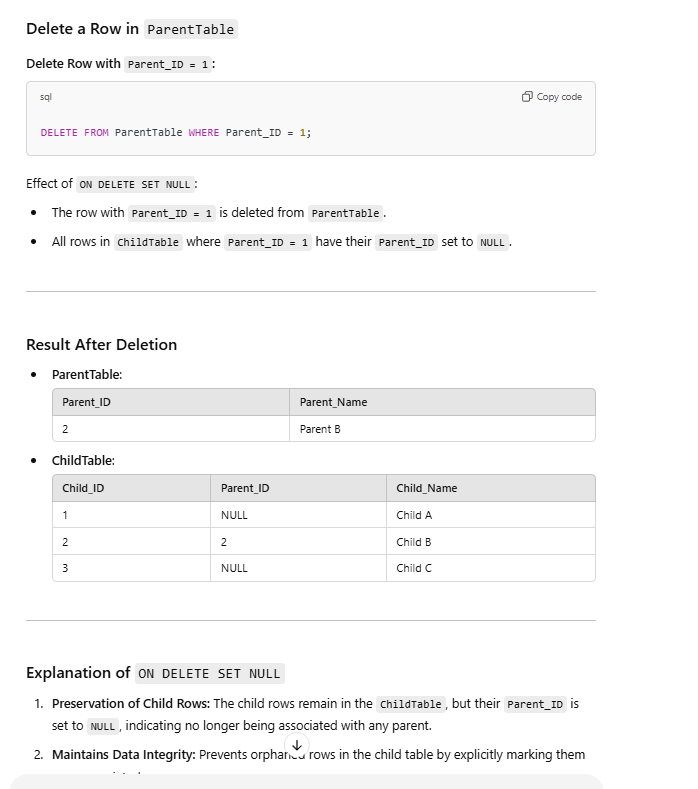 Delete a Row in ParentTable
Delete Row with Parent_ID = 1:
sql
Copy code
DELETE FROM ParentTable WHERE Parent_ID = 1;
Effect of ON DELETE SET NULL:
• The row with Parent_ID = 1 is deleted from ParentTable.
• All rows in ChildTable where Parent_ID = 1 have their Parent_ID set to NULL.
Result After Deletion
• ParentTable:
Parent_ID Parent_Name
2 Parent B
• ChildTable:
Child_ID Parent_ID Child_Name
1 NULL Child A
2 2 Child B
3 NULL Child C
Explanation of ON DELETE SET NULL
1. Preservation of Child Rows: The child rows remain in the ChildTable, but their Parent_ID is
set to NULL, indicating no longer being associated with any parent.
2. Maintains Data Integrity: Prevents orphaned rows in the child table by explicitly marking them